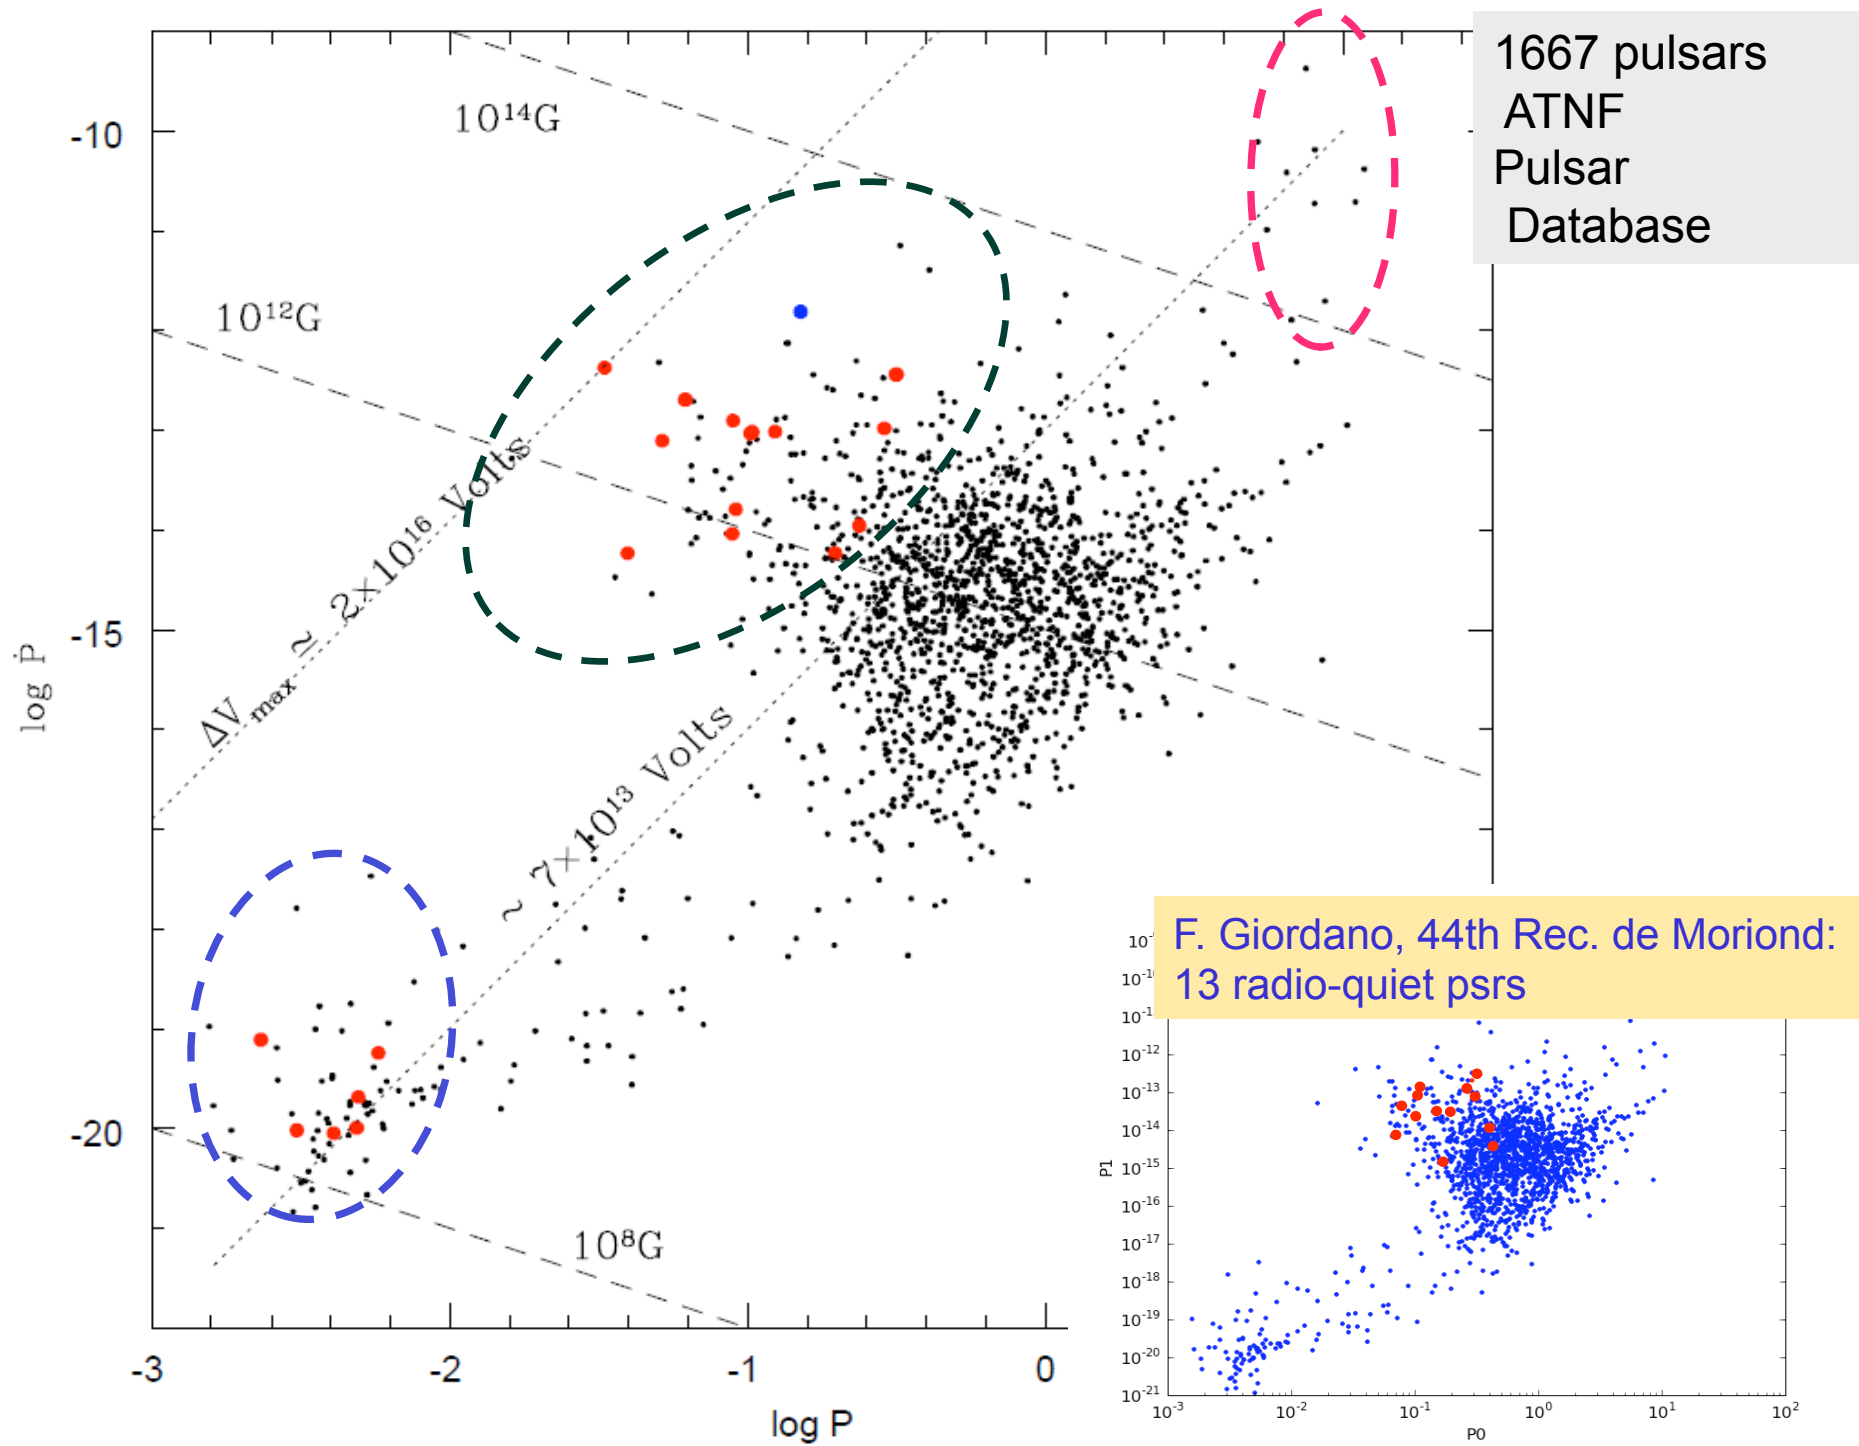 1667 pulsars
ATNF
Pulsar
Database
10¹⁴G
10¹²G
ΔVmax ≃ 2×10¹⁶ Volts
~ 7×10¹³ Volts
10⁸G
-10
-15
-20
log Ṗ
-3
-2
-1
0
log P
F. Giordano, 44th Rec. de Moriond:
13 radio-quiet psrs
10⁻¹²
10⁻¹³
10⁻¹⁴
10⁻¹⁵
10⁻¹⁶
10⁻¹⁷
10⁻¹⁸
10⁻¹⁹
10⁻²⁰
10⁻²¹
P1
10⁻³
10⁻²
10⁻¹
10⁰
10¹
10²
P0